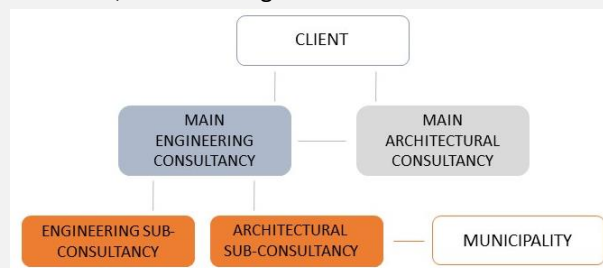 CLIENT
MAIN
ENGINEERING
CONSULTANCY
MAIN
ARCHITECTURAL
CONSULTANCY
ENGINEERING SUB-
CONSULTANCY
ARCHITECTURAL
SUB-CONSULTANCY
MUNICIPALITY